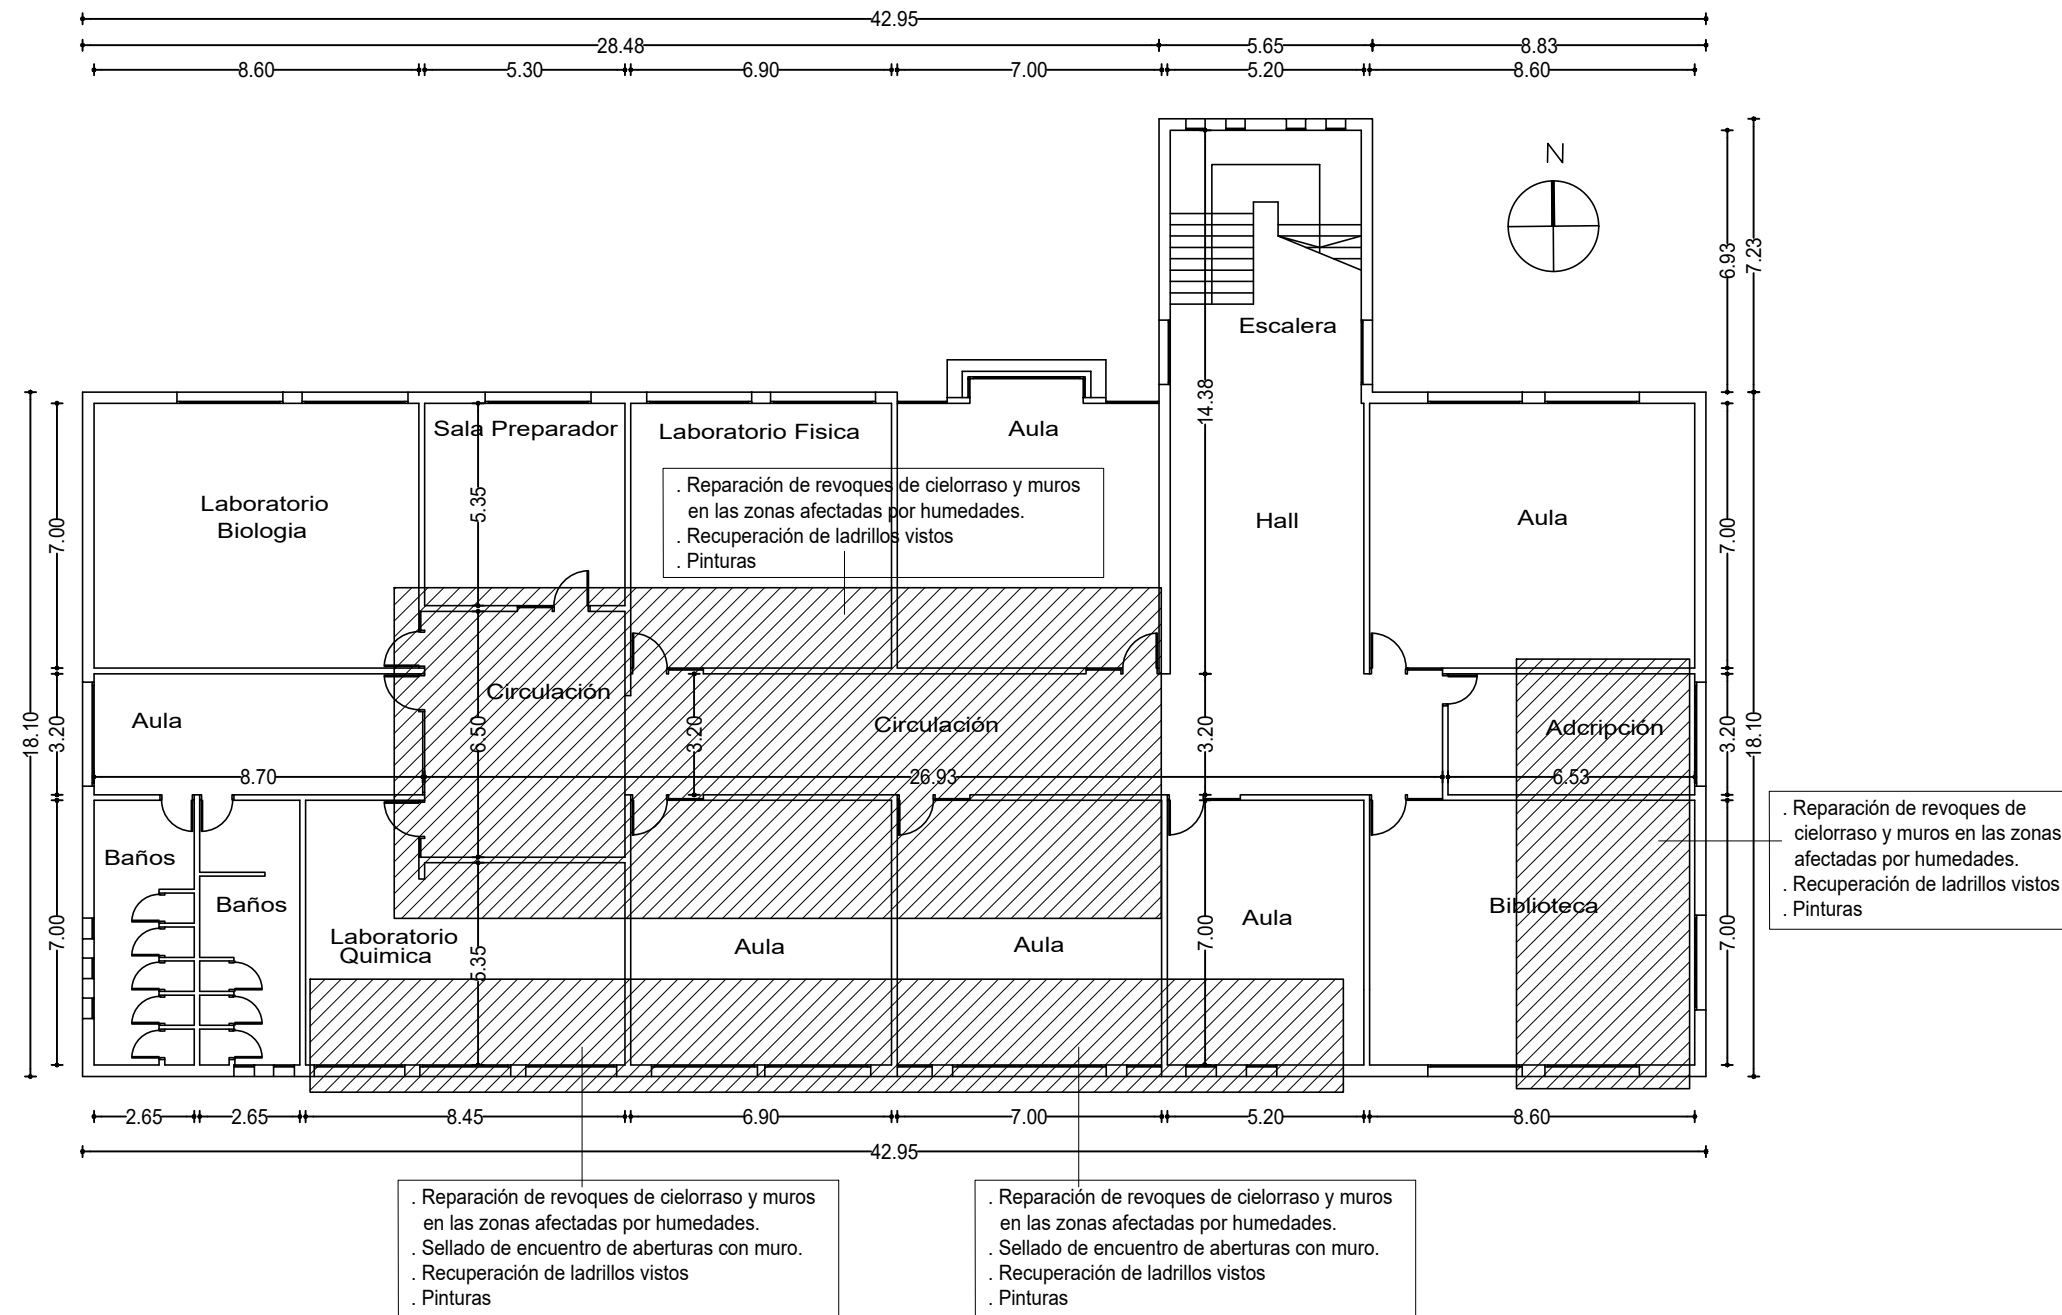 42.95
28.48 5.65 8.83
8.60 5.30 6.90 7.00 5.20 8.60
N
6.93
7.23
Escalera
14.38
Sala Preparador
Laboratorio Fisica
Aula
Laboratorio
Biologia
5.35
7.00
. Reparación de revoques de cielorraso y muros
en las zonas afectadas por humedades.
. Recuperación de ladrillos vistos
. Pinturas
Hall
Aula
7.00
Circulación
6.50
Circulación
3.20
3.20
Aula
18.10
3.20
Adcripción
3.20
18.10
8.70
26.93
6.53
. Reparación de revoques de
cielorraso y muros en las zonas
afectadas por humedades.
. Recuperación de ladrillos vistos
. Pinturas
Baños
Baños
7.00
Laboratorio
Quimica
5.35
Aula
Aula
Aula
7.00
Biblioteca
7.00
2.65 2.65 8.45 6.90 7.00 5.20 8.60
42.95
. Reparación de revoques de cielorraso y muros
en las zonas afectadas por humedades.
. Sellado de encuentro de aberturas con muro.
. Recuperación de ladrillos vistos
. Pinturas
. Reparación de revoques de cielorraso y muros
en las zonas afectadas por humedades.
. Sellado de encuentro de aberturas con muro.
. Recuperación de ladrillos vistos
. Pinturas